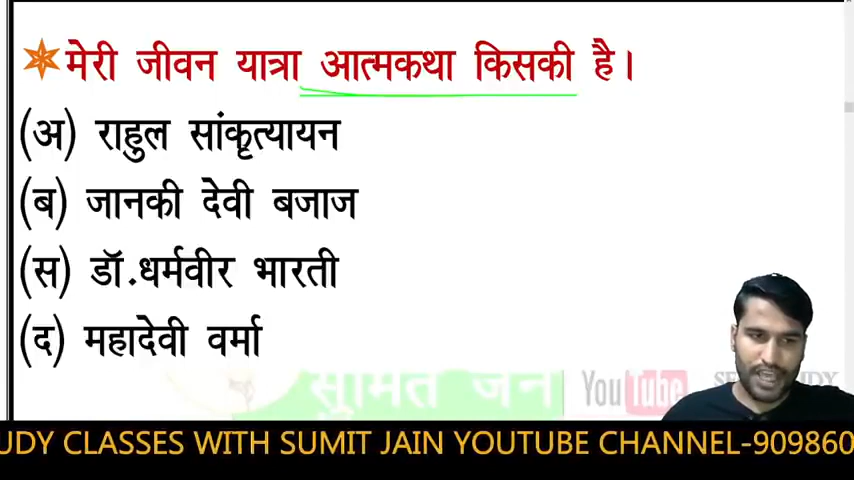 मेरी जीवन यात्रा आत्मकथा किसकी है।
(अ) राहुल सांकृत्यायन
(ब) जानकी देवी बजाज
(स) डॉ.धर्मवीर भारती
(द) महादेवी वर्मा
सुमित जन
YouTube
UDY CLASSES WITH SUMIT JAIN YOUTUBE CHANNEL-909860